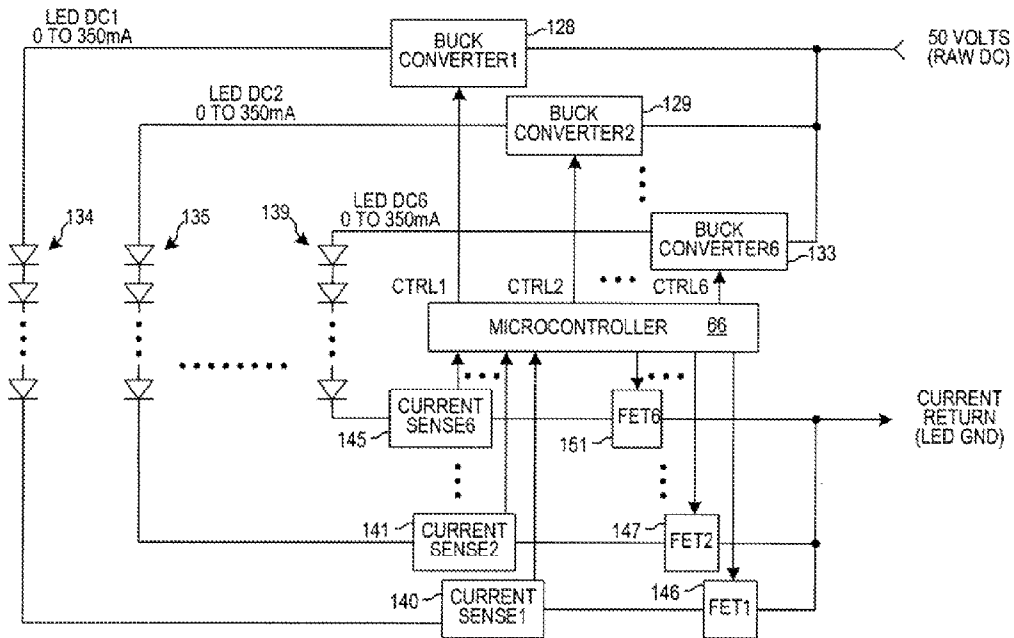 LED DC1
0 TO 350mA
BUCK
CONVERTER1
128
50 VOLTS
(RAW DC)
LED DC2
0 TO 350mA
BUCK
CONVERTER2
129
LED DC6
0 TO 350mA
BUCK
CONVERTER6
133
134
135
139
CTRL1
CTRL2
CTRL6
MICROCONTROLLER 66
CURRENT
SENSE6
145
FET6
151
CURRENT
RETURN
(LED GND)
141
CURRENT
SENSE2
147
FET2
140
CURRENT
SENSE1
146
FET1